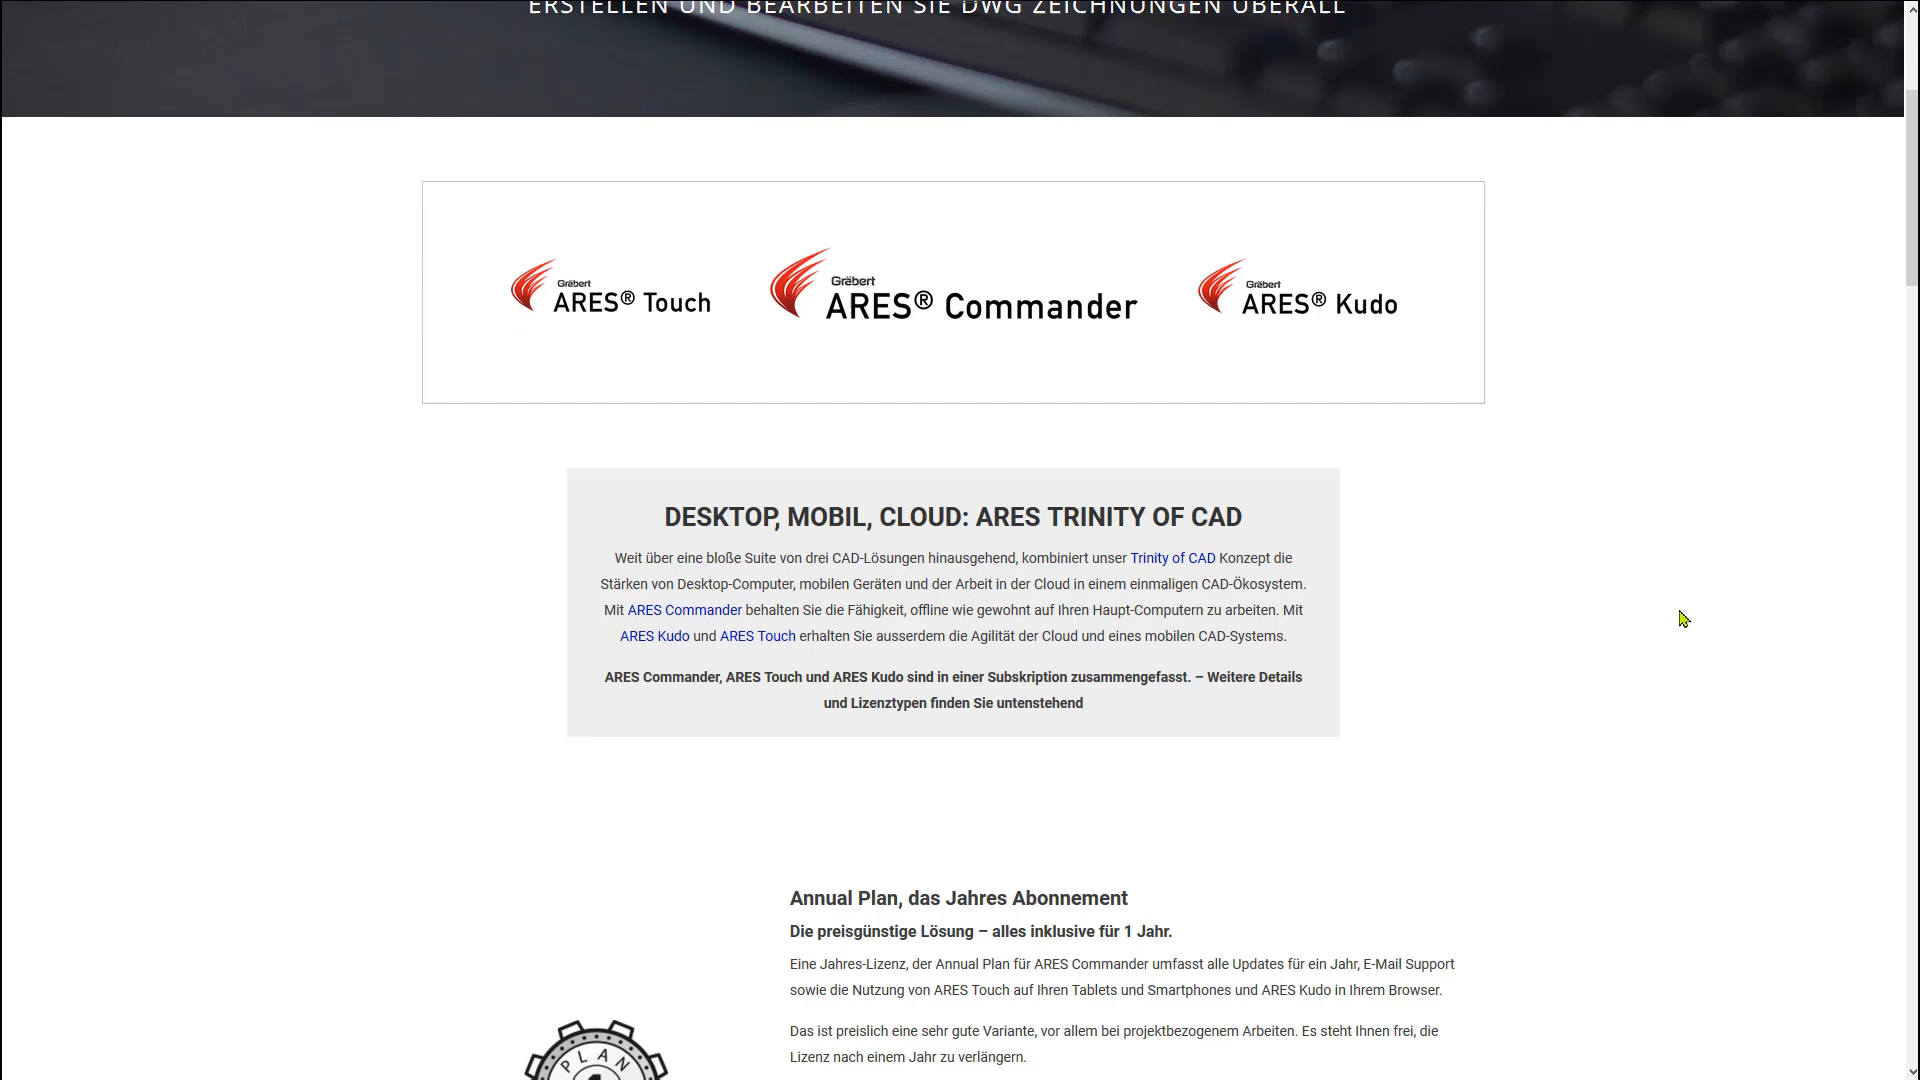 ERSTELLEN UND BEARBEITEN SIE DWG ZEICHNUNGEN ÜBERALL
Gräbert
ARES® Touch
Gräbert
ARES® Commander
Gräbert
ARES® Kudo
DESKTOP, MOBIL, CLOUD: ARES TRINITY OF CAD
Weit über eine bloße Suite von drei CAD-Lösungen hinausgehend, kombiniert unser Trinity of CAD Konzept die
Stärken von Desktop-Computer, mobilen Geräten und der Arbeit in der Cloud in einem einmaligen CAD-Ökosystem.
Mit ARES Commander behalten Sie die Fähigkeit, offline wie gewohnt auf Ihren Haupt-Computern zu arbeiten. Mit
ARES Kudo und ARES Touch erhalten Sie ausserdem die Agilität der Cloud und eines mobilen CAD-Systems.
ARES Commander, ARES Touch und ARES Kudo sind in einer Subskription zusammengefasst. – Weitere Details
und Lizenztypen finden Sie untenstehend
Annual Plan, das Jahres Abonnement
Die preisgünstige Lösung – alles inklusive für 1 Jahr.
Eine Jahres-Lizenz, der Annual Plan für ARES Commander umfasst alle Updates für ein Jahr, E-Mail Support
sowie die Nutzung von ARES Touch auf Ihren Tablets und Smartphones und ARES Kudo in Ihrem Browser.
Das ist preislich eine sehr gute Variante, vor allem bei projektbezogenem Arbeiten. Es steht Ihnen frei, die
Lizenz nach einem Jahr zu verlängern.
PLAN